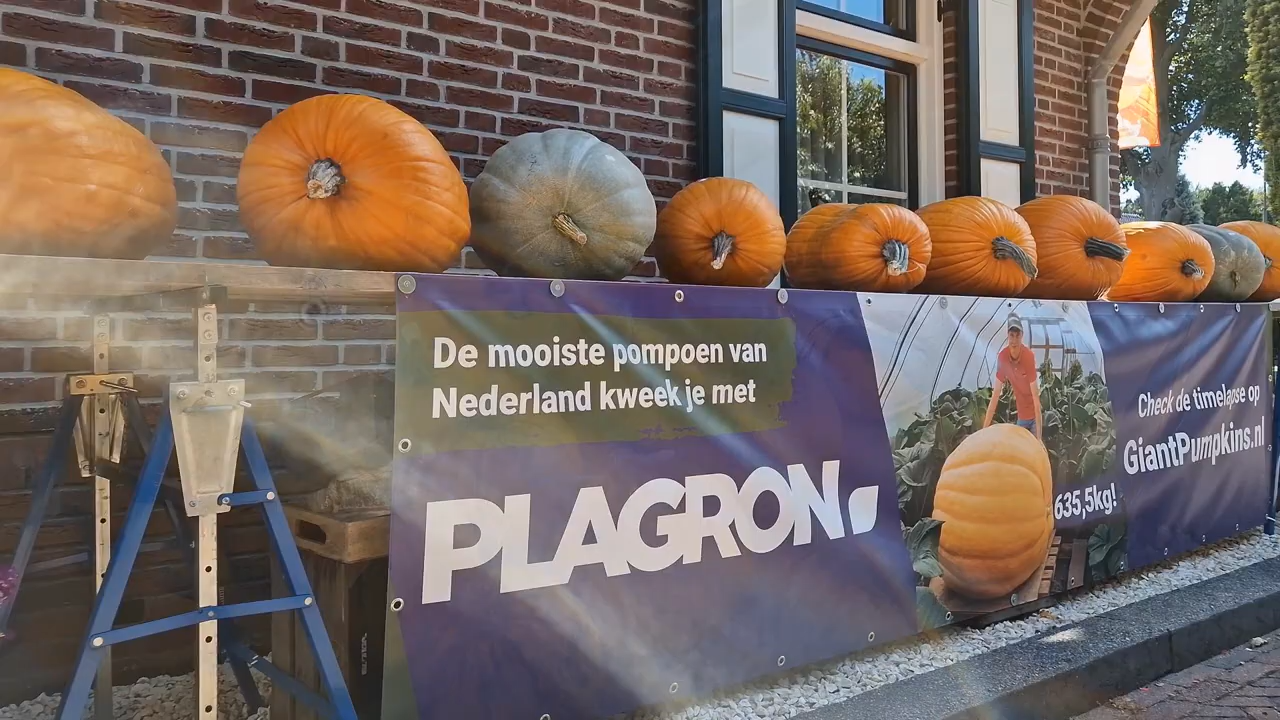 De mooiste pompoen van
Nederland kweek je met
PLAGRON
635,5kg!
Check de timelapse op
GiantPumpkins.nl